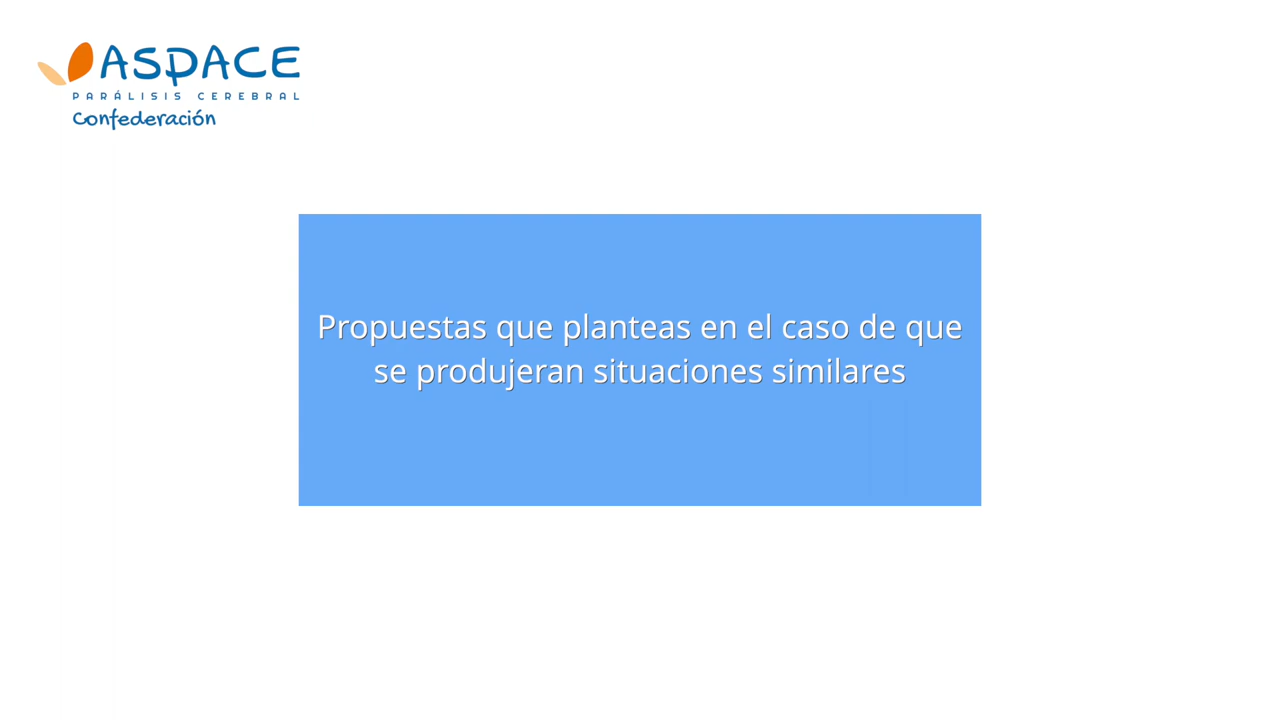 ASPACE
PARÁLISIS CEREBRAL
Confederación
Propuestas que planteas en el caso de que
se produjeran situaciones similares